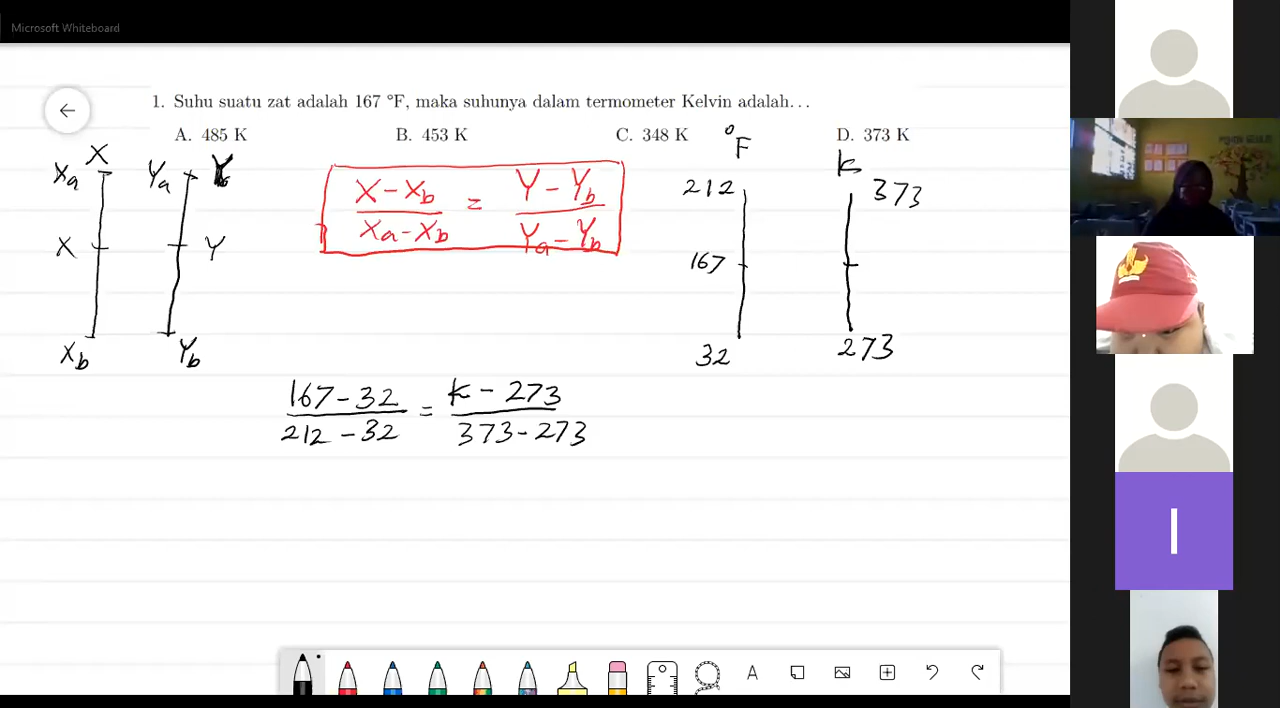 Microsoft Whiteboard
1. Suhu suatu zat adalah 167 °F, maka suhunya dalam termometer Kelvin adalah...
A. 485 K B. 453 K C. 348 K D. 373 K
X Ya Y °F K
Xa
X - Xb = Y - Yb
Xa - Xb Ya - Yb
212 373
X Y 167
Xb Yb 32 273
167 - 32 = K - 273
212 - 32 373 - 273
A
I